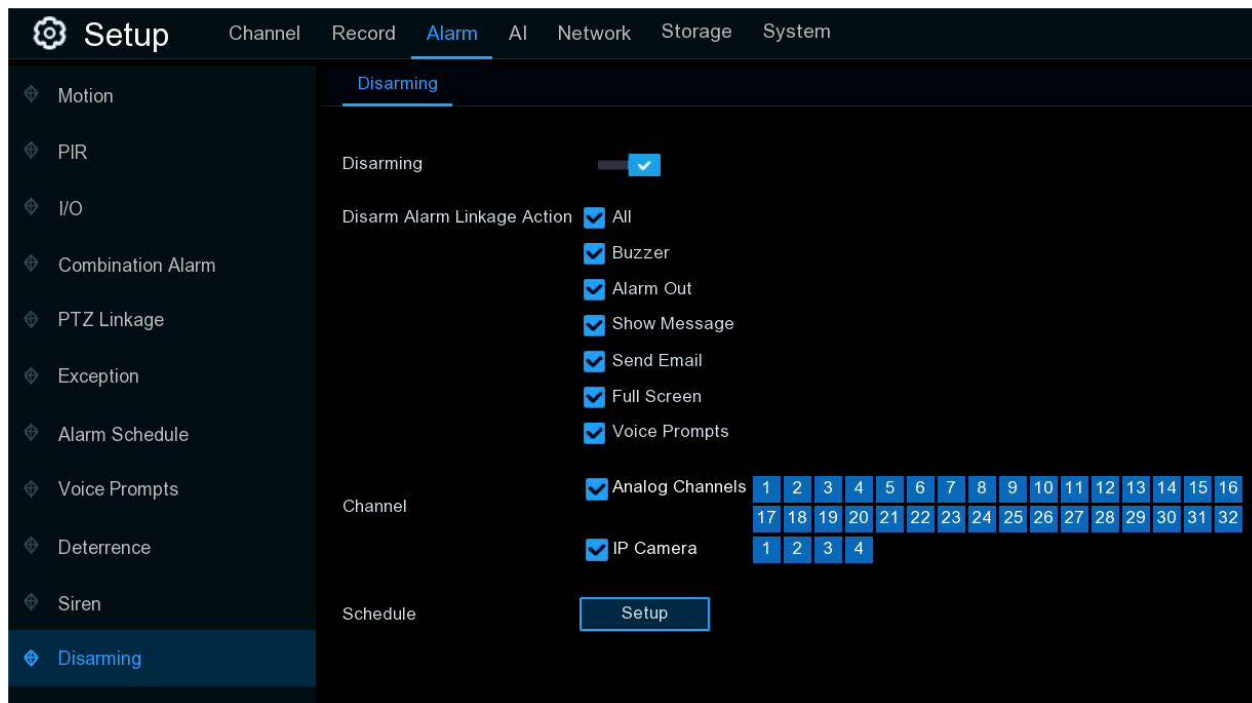 Setup Channel Record Alarm AI Network Storage System
Motion
PIR
I/O
Combination Alarm
PTZ Linkage
Exception
Alarm Schedule
Voice Prompts
Deterrence
Siren
Disarming
Disarming
Disarming
Disarm Alarm Linkage Action All
Buzzer
Alarm Out
Show Message
Send Email
Full Screen
Voice Prompts
Channel
Analog Channels 1 2 3 4 5 6 7 8 9 10 11 12 13 14 15 16
17 18 19 20 21 22 23 24 25 26 27 28 29 30 31 32
IP Camera 1 2 3 4
Schedule Setup